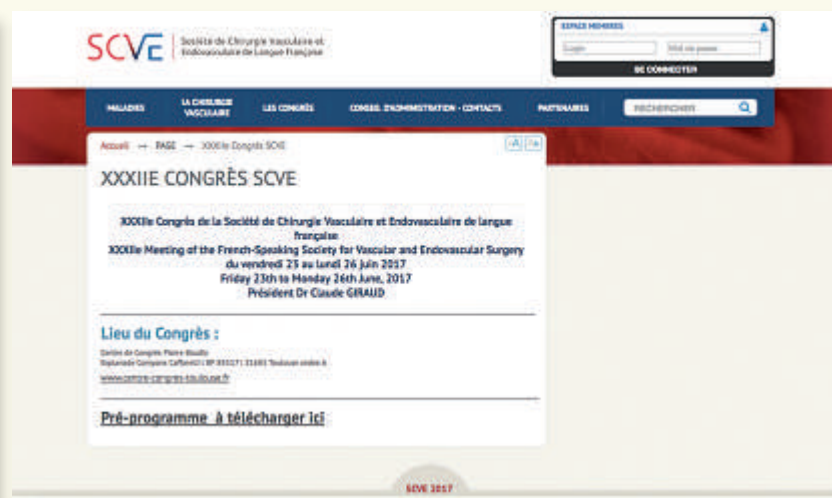 SCVE
Société de Chirurgie Vasculaire et
Endovasculaire de Langue Française
ESPACE MEMBRES
Login
Mot de passe
SE CONNECTER
MALADIES
LA CHIRURGIE
VASCULAIRE
LES CONGRÈS
CONSEIL D'ADMINISTRATION - CONTACTS
PARTENAIRES
RECHERCHER
Accueil → PAGE → XXXIIe Congrès SCVE
-A +A
XXXIIE CONGRÈS SCVE
XXXIIe Congrès de la Société de Chirurgie Vasculaire et Endovasculaire de langue
française
XXXIIe Meeting of the French-Speaking Society for Vascular and Endovascular Surgery
du vendredi 23 au lundi 26 juin 2017
Friday 23th to Monday 26th June, 2017
Président Dr Claude GIRAUD
Lieu du Congrès :
Centre de Congrès Pierre Baudis
Esplanade Compans Caffarelli | BP
www.centre-congres-toulouse.fr
Pré-programme à télécharger ici
SCVE 2017